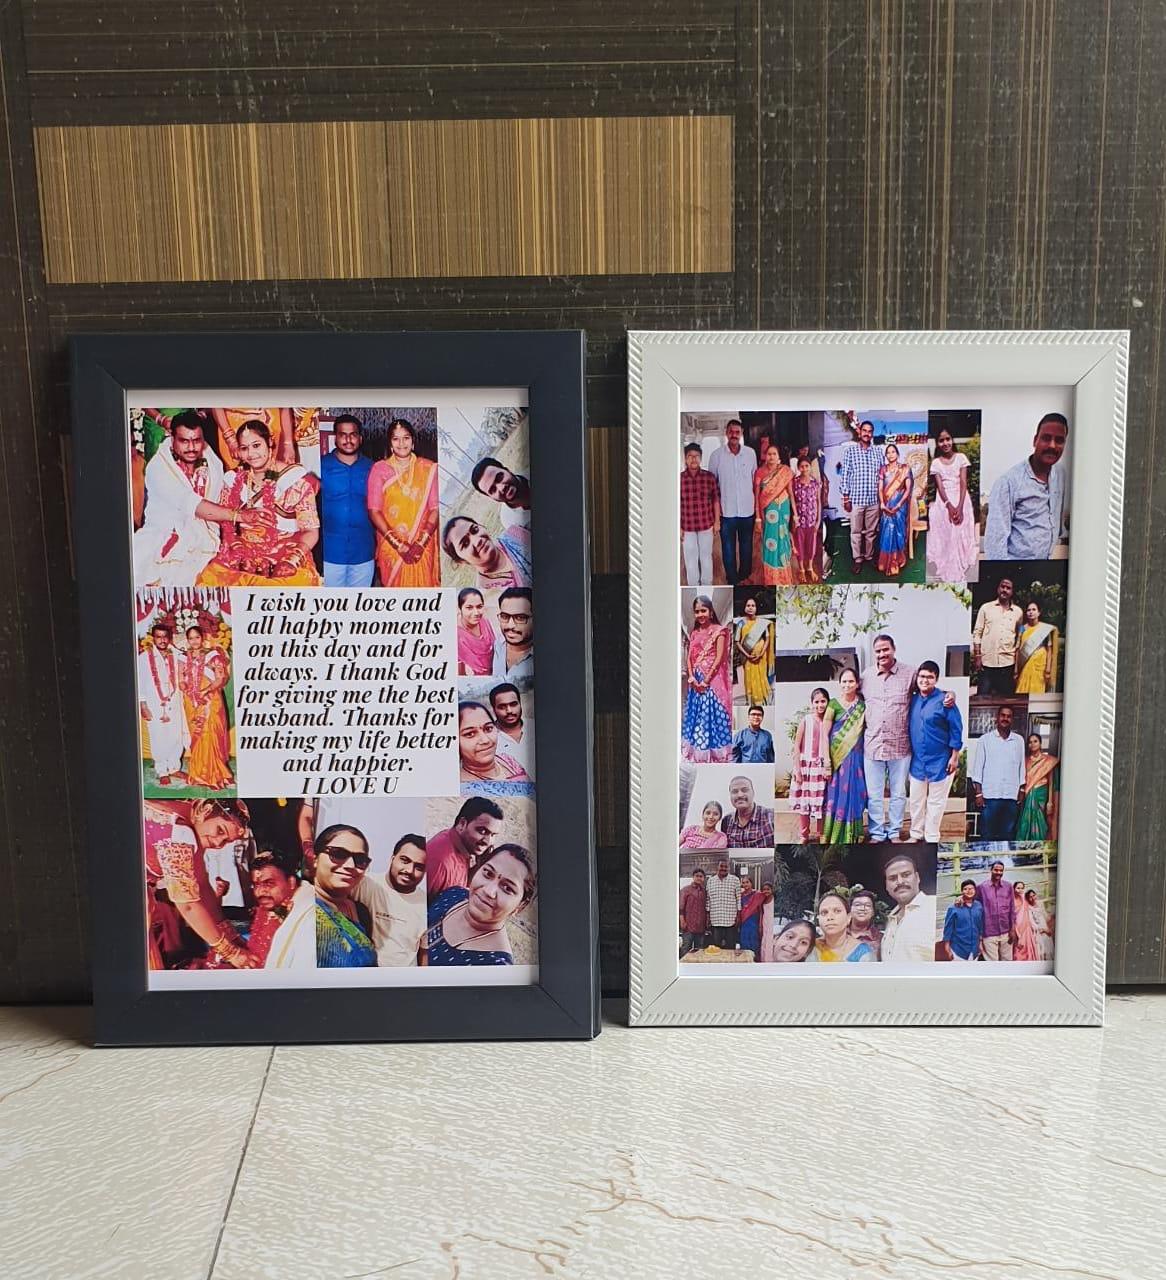 I wish you love and
all happy moments
on this day and for
always. I thank God
for giving me the best
husband. Thanks for
making my life better
and happier.
I LOVE U